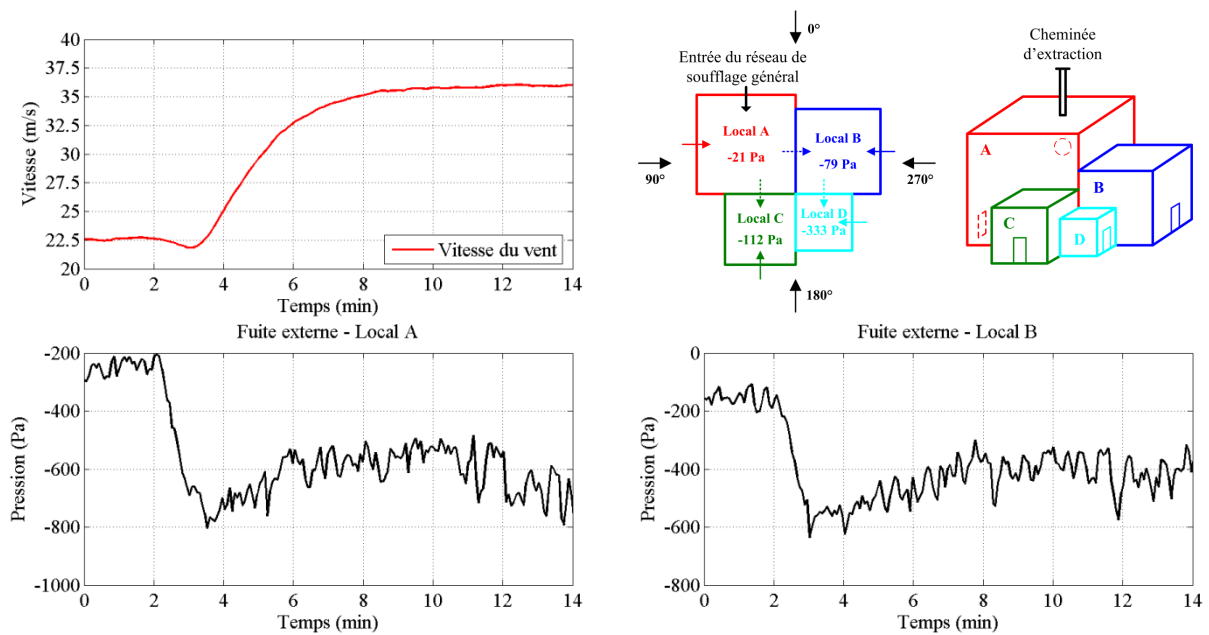 40
37.5
35
32.5
30
27.5
25
22.5
20
Vitesse (m/s)
Vitesse du vent
0 2 4 6 8 10 12 14
Temps (min)
0°
Entrée du réseau de
soufflage général
Local A
-21 Pa
Local B
-79 Pa
90°
270°
Local C
-112 Pa
Local D
-333 Pa
180°
Cheminée
d'extraction
A
B
C
D
Fuite externe - Local A
-200
-400
-600
-800
-1000
Pression (Pa)
0 2 4 6 8 10 12 14
Temps (min)
Fuite externe - Local B
0
-200
-400
-600
-800
Pression (Pa)
0 2 4 6 8 10 12 14
Temps (min)